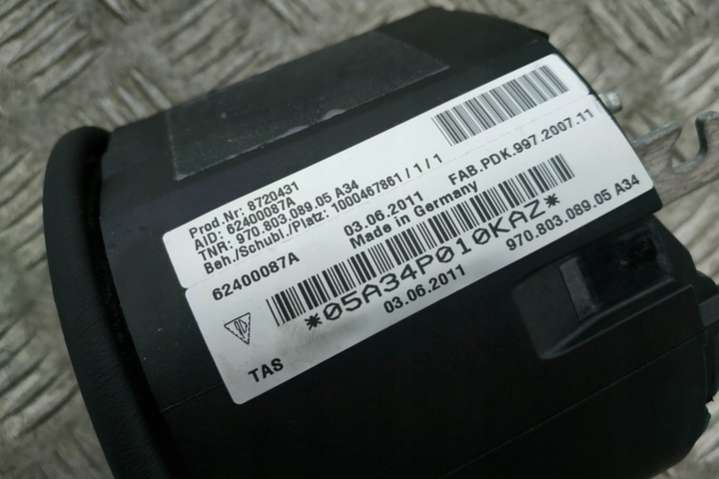 Prod.Nr: 8720431
AID: 62400087A
TNR: 970.803.089.05 A34
Beh./Schubl./Platz: 1000467861 / 1 / 1
FAB.PDK.997.2007.11
03.06.2011
Made in Germany
62400087A
*05A34P010KAZ*
970.803.089.05 A34
03.06.2011
TAS